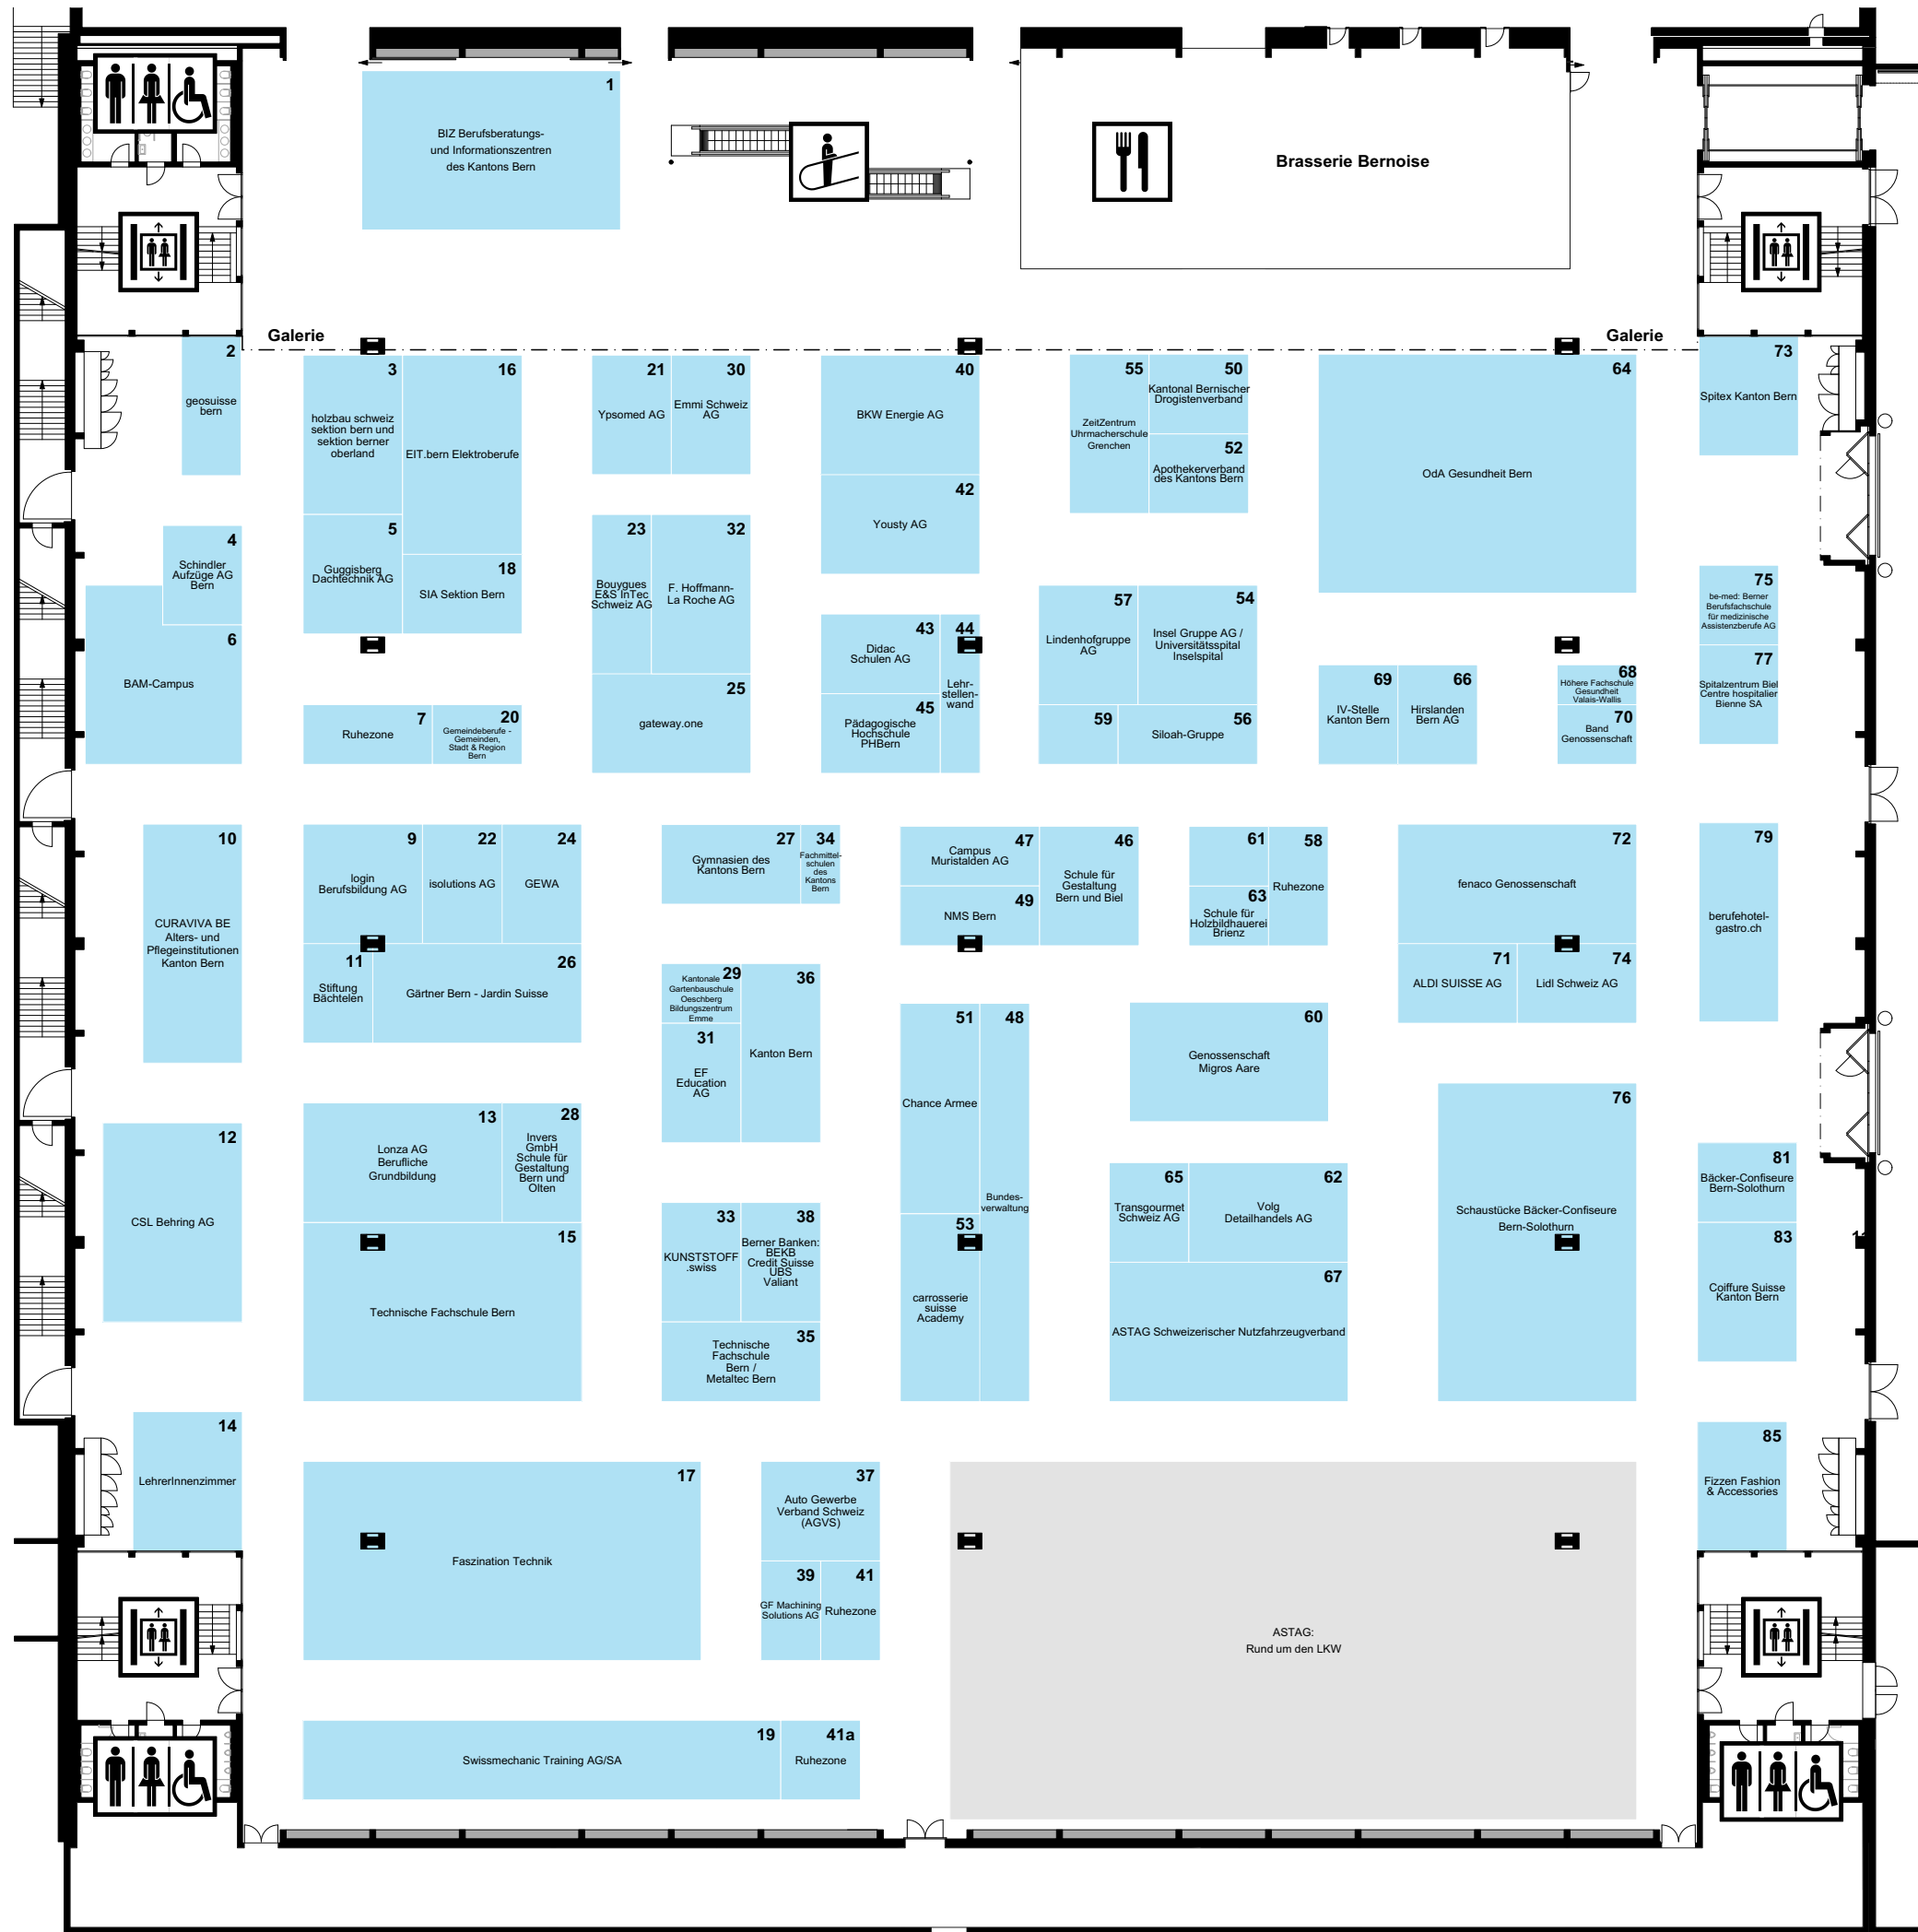 1
BIZ Berufsberatungs-
und Informationszentren
des Kantons Bern
Brasserie Bernoise
Galerie
Galerie
2
geosuisse
bern
3
holzbau schweiz
sektion bern und
sektion berner
oberland
16
EIT.bern Elektroberufe
21
Ypsomed AG
30
Emmi Schweiz
AG
40
BKW Energie AG
55
ZeitZentrum
Uhrmacherschule
Grenchen
50
Kantonal Bernischer
Drogistenverband
52
Apothekerverband
des Kantons Bern
64
OdA Gesundheit Bern
73
Spitex Kanton Bern
4
Schindler
Aufzüge AG
Bern
5
Guggisberg
Dachtechnik AG
18
SIA Sektion Bern
23
Bouygues
E&S InTec
Schweiz AG
32
F. Hoffmann-
La Roche AG
42
Yousty AG
6
BAM-Campus
7
Ruhezone
20
Gemeindeberufe -
Gemeinden,
Stadt & Region
Bern
25
gateway.one
43
Didac
Schulen AG
44
Lehr-
stellen-
wand
45
Pädagogische
Hochschule
PHBern
57
Lindenhofgruppe
AG
54
Insel Gruppe AG /
Universitätsspital
Inselspital
59
56
Siloah-Gruppe
69
IV-Stelle
Kanton Bern
66
Hirslanden
Bern AG
68
Höhere Fachschule
Gesundheit
Valais-Wallis
70
Band
Genossenschaft
75
be-med: Berner
Berufsfachschule
für medizinische
Assistenzberufe AG
77
Spitalzentrum Biel
Centre hospitalier
Bienne SA
10
CURAVIVA BE
Alters- und
Pflegeinstitutionen
Kanton Bern
9
login
Berufsbildung AG
22
isolutions AG
24
GEWA
11
Stiftung
Bächtelen
26
Gärtner Bern - Jardin Suisse
27
Gymnasien des
Kantons Bern
34
Fachmittel-
schulen
des
Kantons
Bern
47
Campus
Muristalden AG
49
NMS Bern
46
Schule für
Gestaltung
Bern und Biel
61
63
Schule für
Holzbildhauerei
Brienz
58
Ruhezone
72
fenaco Genossenschaft
71
ALDI SUISSE AG
74
Lidl Schweiz AG
79
berufehotel-
gastro.ch
29
Kantonale
Gartenbauschule
Oeschberg
Bildungszentrum
Emme
31
EF
Education
AG
36
Kanton Bern
51
Chance Armee
48
Bundes-
verwaltung
60
Genossenschaft
Migros Aare
12
CSL Behring AG
13
Lonza AG
Berufliche
Grundbildung
28
Invers
GmbH
Schule für
Gestaltung
Bern und
Olten
15
Technische Fachschule Bern
33
KUNSTSTOFF
.swiss
38
Berner Banken:
BEKB
Credit Suisse
UBS
Valiant
35
Technische
Fachschule
Bern /
Metaltec Bern
53
carrosserie
suisse
Academy
65
Transgourmet
Schweiz AG
62
Volg
Detailhandels AG
67
ASTAG Schweizerischer Nutzfahrzeugverband
76
Schaustücke Bäcker-Confiseure
Bern-Solothurn
81
Bäcker-Confiseure
Bern-Solothurn
83
Coiffure Suisse
Kanton Bern
14
LehrerInnenzimmer
17
Faszination Technik
37
Auto Gewerbe
Verband Schweiz
(AGVS)
39
GF Machining
Solutions AG
41
Ruhezone
ASTAG:
Rund um den LKW
85
Fizzen Fashion
& Accessories
19
Swissmechanic Training AG/SA
41a
Ruhezone